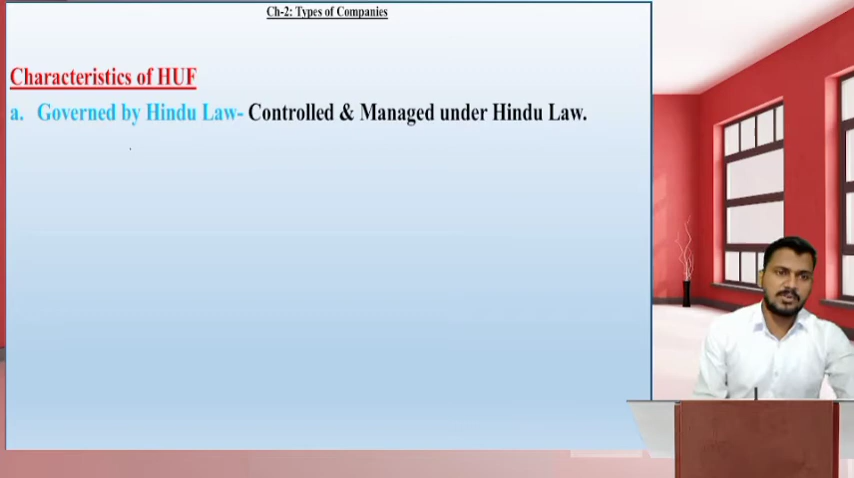 Ch-2: Types of Companies
Characteristics of HUF
a. Governed by Hindu Law- Controlled & Managed under Hindu Law.